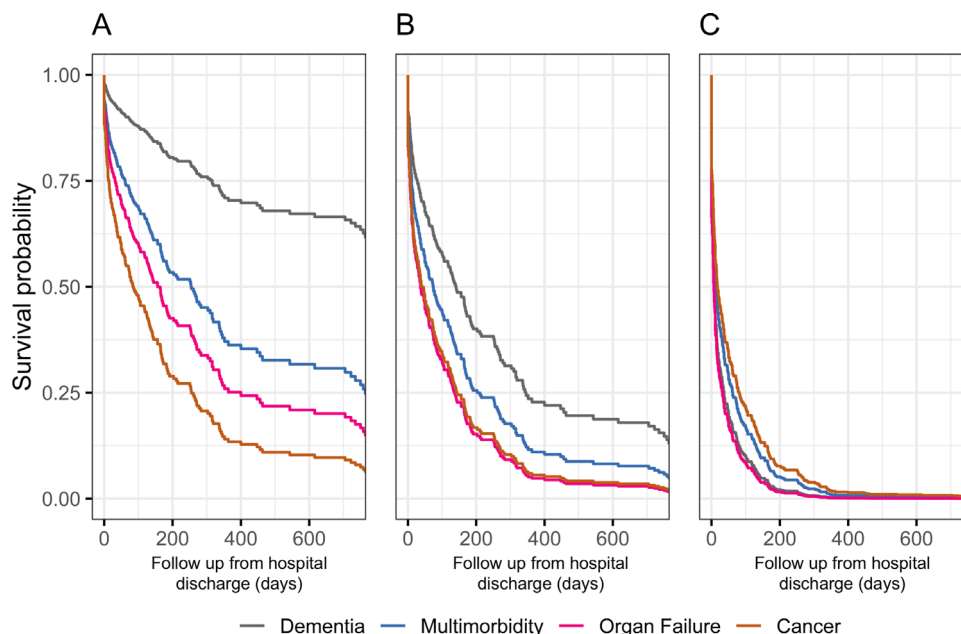 A B C
Survival probability
1.00
0.75
0.50
0.25
0.00
0 200 400 600 0 200 400 600 0 200 400 600
Follow up from hospital Follow up from hospital Follow up from hospital
discharge (days) discharge (days) discharge (days)
Dementia Multimorbidity Organ Failure Cancer